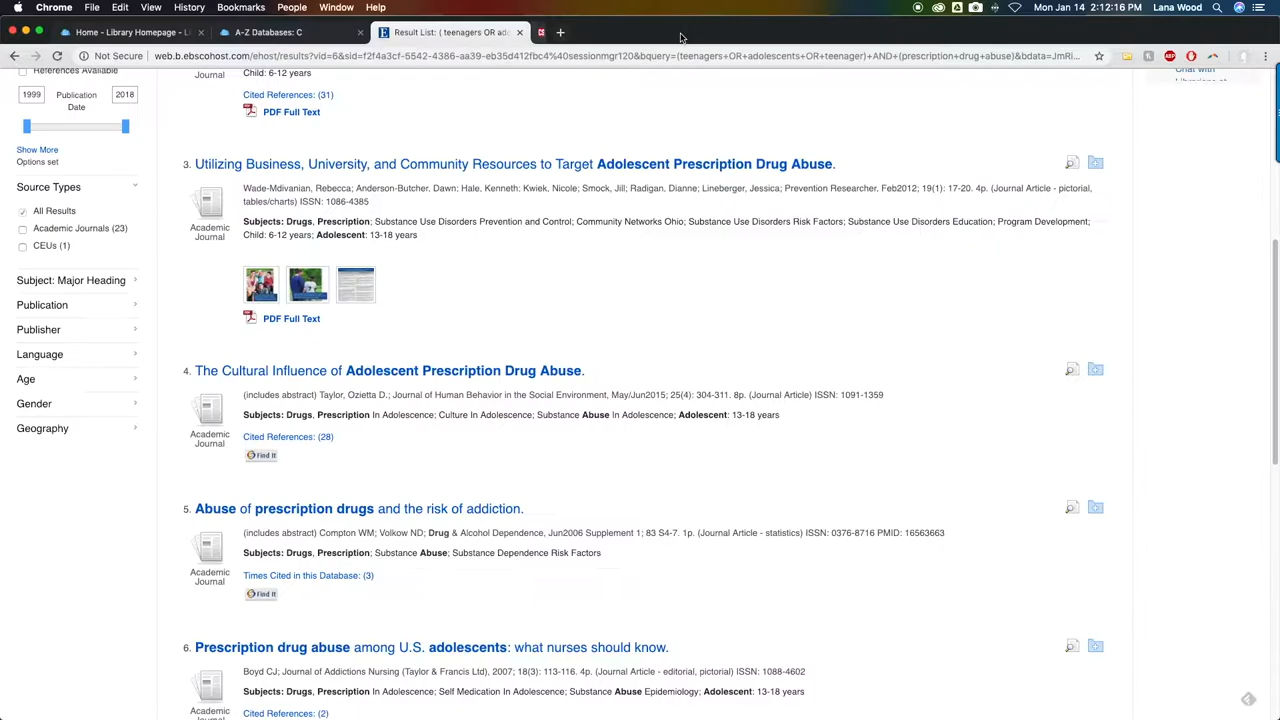 Chrome File Edit View History Bookmarks People Window Help
Mon Jan 14 2:12:16 PM Lana Wood
Home - Library Homepage - Li
A-Z Databases: C
Result List: ( teenagers OR ado
Not Secure
web.b.ebscohost.com/ehost/results?vid=6&sid=f2f4a3cf-5542-4386-aa39-eb35d412fbc4%40sessionmgr120&bquery=(teenagers+OR+adolescents+OR+teenager)+AND+(prescription+drug+abuse)&bdata=JmRi...
References Available
1999
Publication Date
2018
Show More
Options set
Source Types
All Results
Academic Journals (23)
CEUs (1)
Subject: Major Heading
Publication
Publisher
Language
Age
Gender
Geography
Journal
Child: 6-12 years
Cited References: (31)
PDF Full Text
3. Utilizing Business, University, and Community Resources to Target Adolescent Prescription Drug Abuse.
Wade-Mdivanian, Rebecca; Anderson-Butcher, Dawn; Hale, Kenneth; Kwiek, Nicole; Smock, Jill; Radigan, Dianne; Lineberger, Jessica; Prevention Researcher, Feb2012; 19(1): 17-20. 4p. (Journal Article - pictorial,
tables/charts) ISSN: 1086-4385
Academic
Journal
Subjects: Drugs, Prescription; Substance Use Disorders Prevention and Control; Community Networks Ohio; Substance Use Disorders Risk Factors; Substance Use Disorders Education; Program Development;
Child: 6-12 years; Adolescent: 13-18 years
PDF Full Text
4. The Cultural Influence of Adolescent Prescription Drug Abuse.
(includes abstract) Taylor, Ozietta D.; Journal of Human Behavior in the Social Environment, May/Jun2015; 25(4): 304-311. 8p. (Journal Article) ISSN: 1091-1359
Subjects: Drugs, Prescription In Adolescence; Culture In Adolescence; Substance Abuse In Adolescence; Adolescent: 13-18 years
Academic
Journal
Cited References: (28)
Find It
5. Abuse of prescription drugs and the risk of addiction.
(includes abstract) Compton WM; Volkow ND; Drug & Alcohol Dependence, Jun2006 Supplement 1; 83 S4-7. 1p. (Journal Article - statistics) ISSN: 0376-8716 PMID: 16563663
Subjects: Drugs, Prescription; Substance Abuse; Substance Dependence Risk Factors
Academic
Journal
Times Cited in this Database: (3)
Find It
6. Prescription drug abuse among U.S. adolescents: what nurses should know.
Boyd CJ; Journal of Addictions Nursing (Taylor & Francis Ltd), 2007; 18(3): 113-116. 4p. (Journal Article - editorial, pictorial) ISSN: 1088-4602
Subjects: Drugs, Prescription In Adolescence; Self Medication In Adolescence; Substance Abuse Epidemiology; Adolescent: 13-18 years
Academic
Cited References: (2)
Chat with